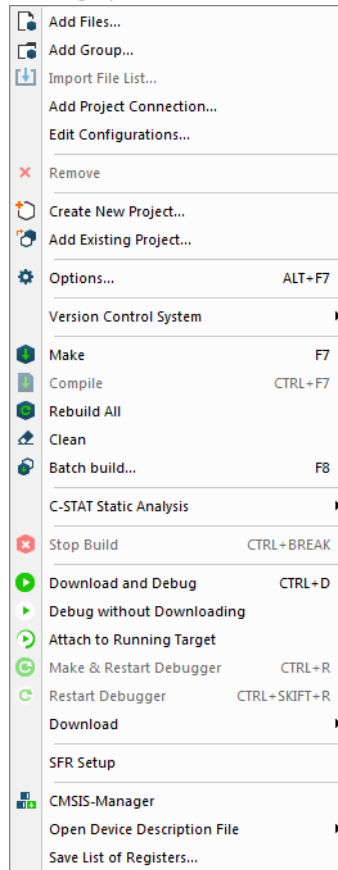 Add Files...
Add Group...
Import File List...
Add Project Connection...
Edit Configurations...
Remove
Create New Project...
Add Existing Project...
Options... ALT+F7
Version Control System
Make F7
Compile CTRL+F7
Rebuild All
Clean
Batch build... F8
C-STAT Static Analysis
Stop Build CTRL+BREAK
Download and Debug CTRL+D
Debug without Downloading
Attach to Running Target
Make & Restart Debugger CTRL+R
Restart Debugger CTRL+SKIFT+R
Download
SFR Setup
CMSIS-Manager
Open Device Description File
Save List of Registers...